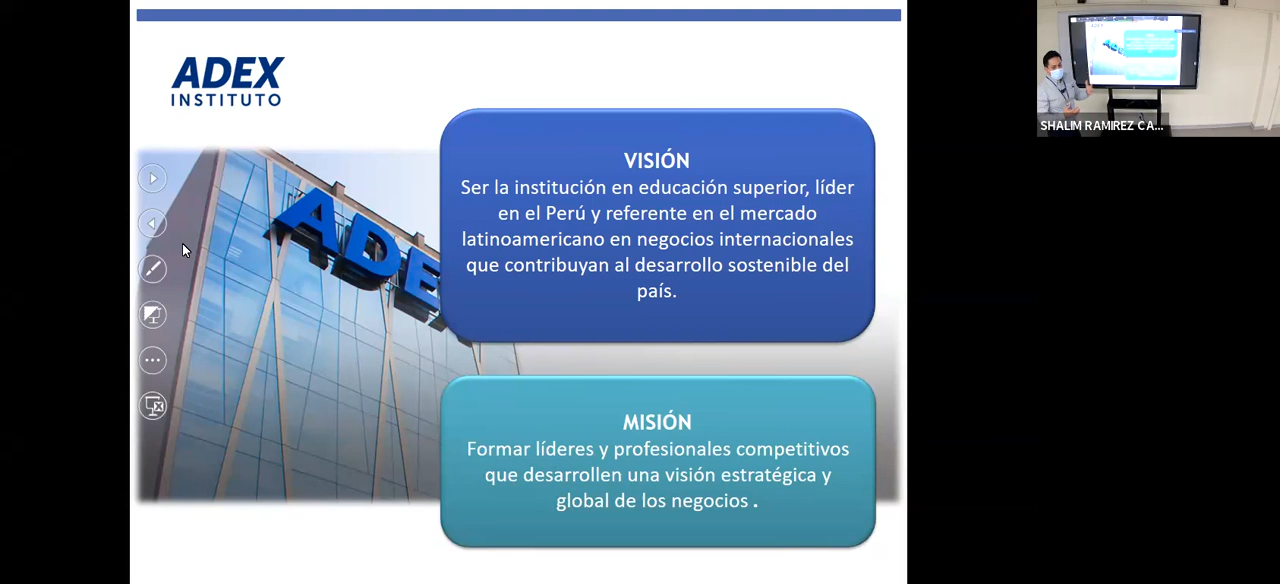 ADEX
INSTITUTO
VISIÓN
Ser la institución en educación superior, líder
en el Perú y referente en el mercado
latinoamericano en negocios internacionales
que contribuyan al desarrollo sostenible del
país.
ADE
MISIÓN
Formar líderes y profesionales competitivos
que desarrollen una visión estratégica y
global de los negocios .
SHALIM RAMIREZ CA...